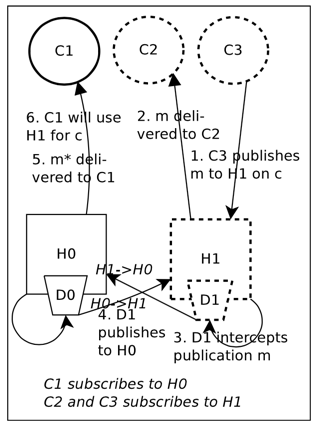 C1
C2
C3
6. C1 will use
H1 for c
5. m* deli-
vered to C1
2. m deli-
vered to C2
1. C3 publishes
m to H1 on c
H0
H1
H1->H0
D0
D1
H0->H1
4. D1
publishes
to H0
3. D1 intercepts
publication m
C1 subscribes to H0
C2 and C3 subscribes to H1